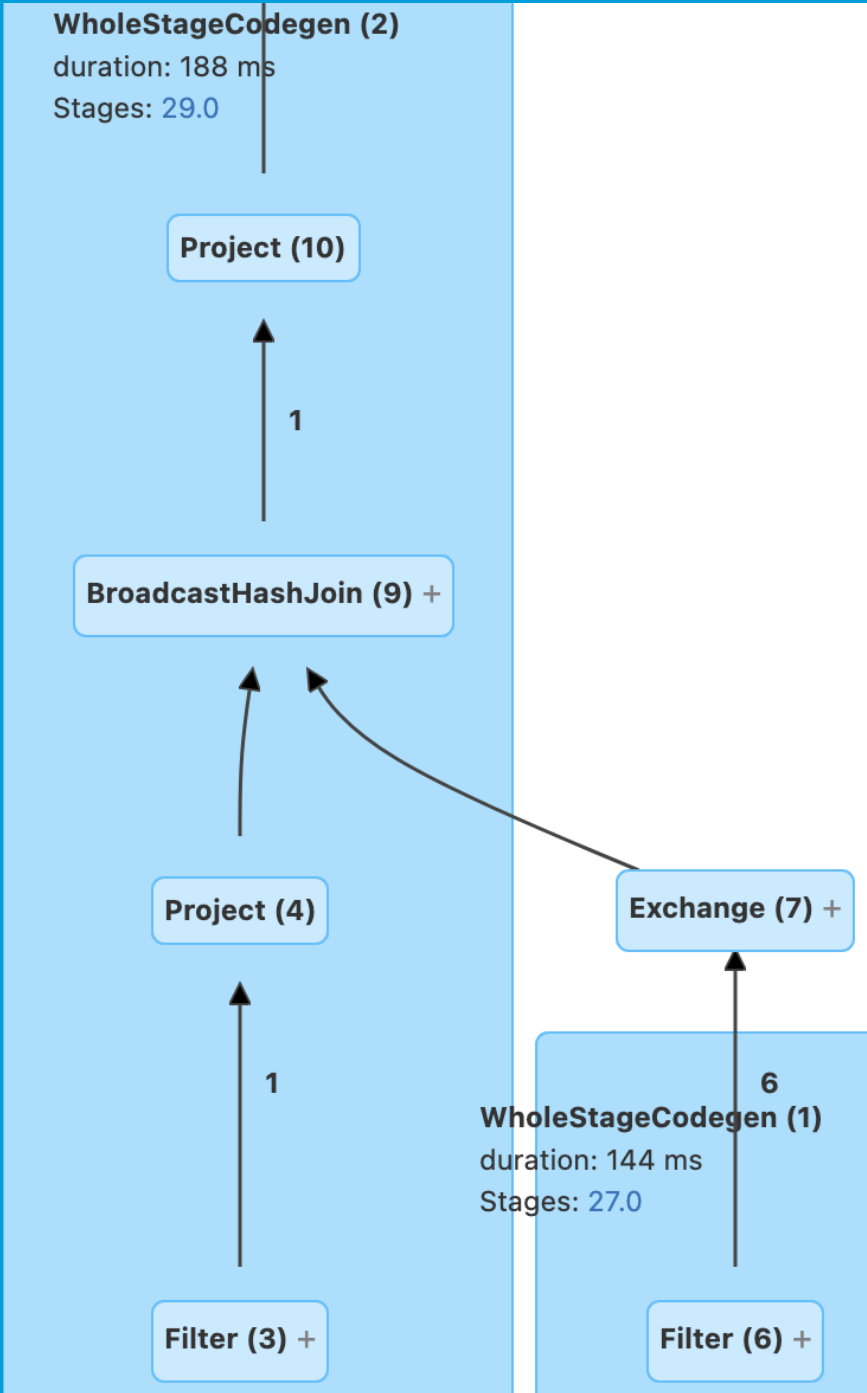 WholeStageCodegen (2)
duration: 188 ms
Stages: 29.0
Project (10)
1
BroadcastHashJoin (9) +
Project (4)
Exchange (7) +
1
6
WholeStageCodegen (1)
duration: 144 ms
Stages: 27.0
Filter (3) +
Filter (6) +